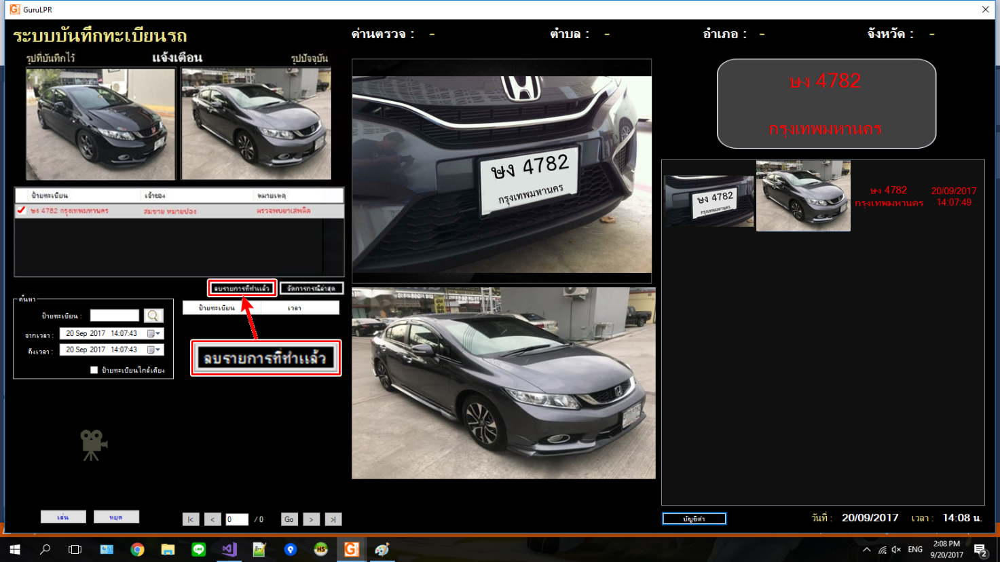 GuruLPR
ระบบบันทึกทะเบียนรถ
ด่านตรวจ : -
ตำบล : -
อำเภอ : -
จังหวัด : -
รูปที่บันทึกไว้
แจ้งเตือน
รูปปัจจุบัน
ษง 4782
กรุงเทพมหานคร
ษง 4782
กรุงเทพมหานคร
ษง 4782
กรุงเทพมหานคร
ษง 4782
กรุงเทพมหานคร
20/09/2017
14:07:49
ป้ายทะเบียน
เจ้าของ
หมายเหตุ
ษง 4782 กรุงเทพมหานคร
สมชาย หมายปอง
ตรวจพบยาเสพติด
ลบรายการที่ทำแล้ว
จัดการกรณีล่าสุด
ค้นหา
ป้ายทะเบียน :
จากเวลา :
20 Sep 2017 14:07:43
ถึงเวลา :
20 Sep 2017 14:07:43
ป้ายทะเบียนใกล้เคียง
ป้ายทะเบียน
เวลา
ลบรายการที่ทำแล้ว
เล่น
หยุด
|<
<
0
/ 0
Go
>
>|
บัญชีดำ
วันที่ : 20/09/2017
เวลา : 14:08 น.
ENG
2:08 PM
9/20/2017
2